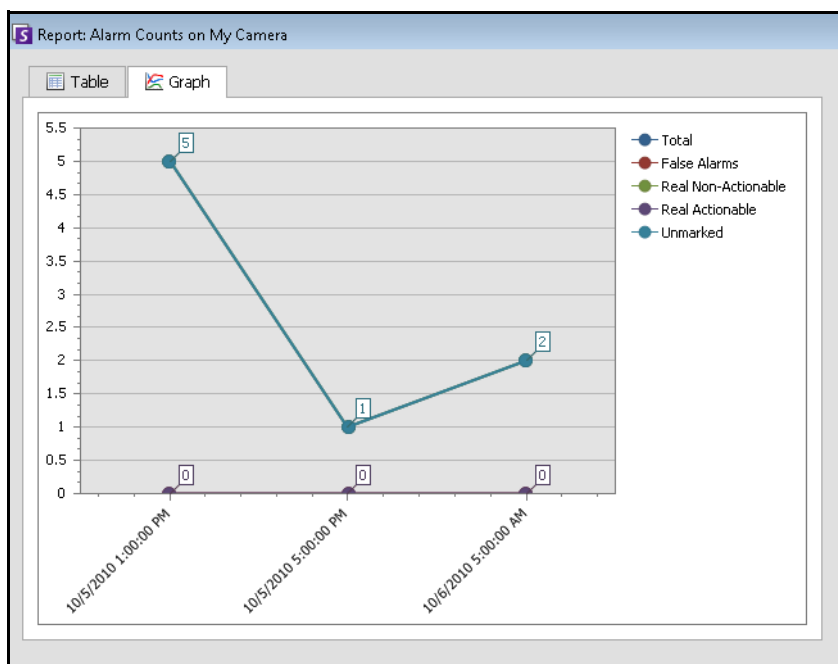 S Report: Alarm Counts on My Camera
Table Graph
5.5
5
4.5
4
3.5
3
2.5
2
1.5
1
0.5
0
5
1
2
0 0 0
10/5/2010 1:00:00 PM
10/5/2010 5:00:00 PM
10/6/2010 5:00:00 AM
Total
False Alarms
Real Non-Actionable
Real Actionable
Unmarked